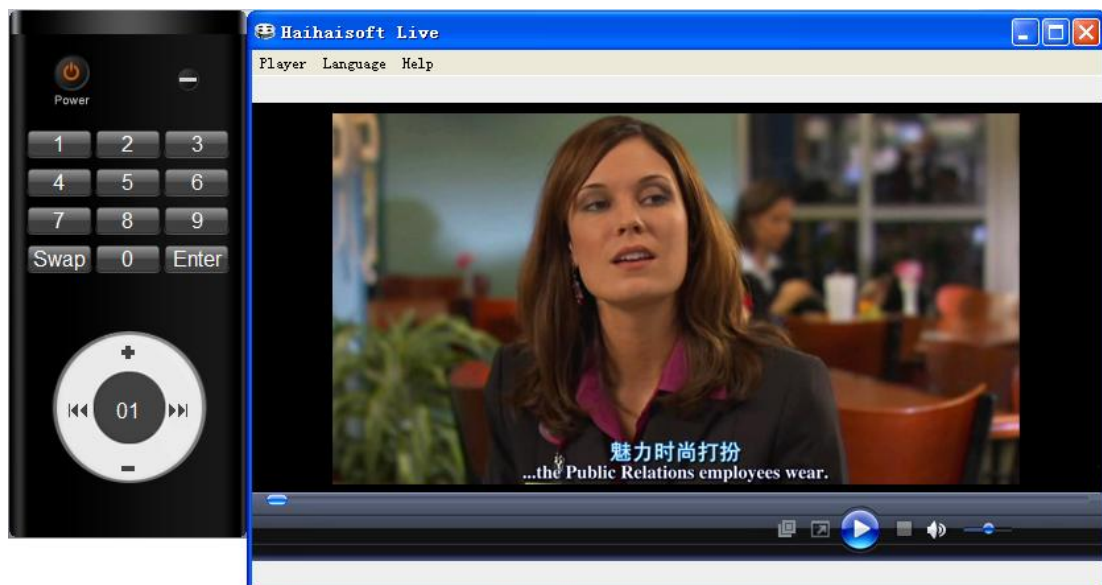 Haihaisoft Live
Player Language Help
Power
1 2 3
4 5 6
7 8 9
Swap 0 Enter
01
魅力时尚打扮
...the Public Relations employees wear.